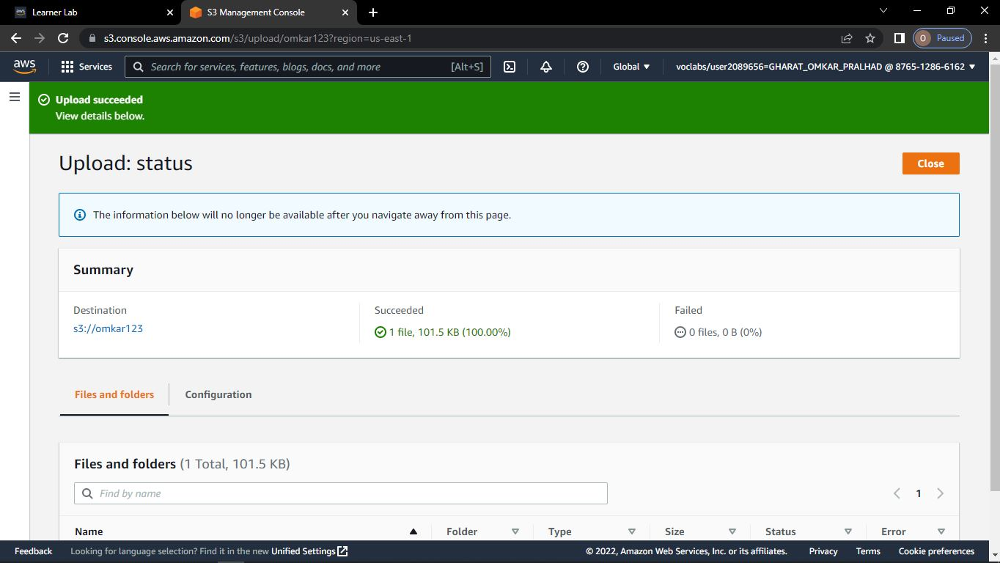 Learner Lab
S3 Management Console
s3.console.aws.amazon.com/s3/upload/omkar123?region=us-east-1
O Paused
aws
Services
Search for services, features, blogs, docs, and more [Alt+S]
Global
voclabs/user2089656=GHARAT_OMKAR_PRALHAD @ 8765-1286-6162
Upload succeeded
View details below.
Upload: status
Close
The information below will no longer be available after you navigate away from this page.
Summary
Destination
s3://omkar123
Succeeded
1 file, 101.5 KB (100.00%)
Failed
0 files, 0 B (0%)
Files and folders
Configuration
Files and folders (1 Total, 101.5 KB)
Find by name
1
Name Folder Type Size Status Error
Feedback Looking for language selection? Find it in the new Unified Settings © 2022, Amazon Web Services, Inc. or its affiliates. Privacy Terms Cookie preferences